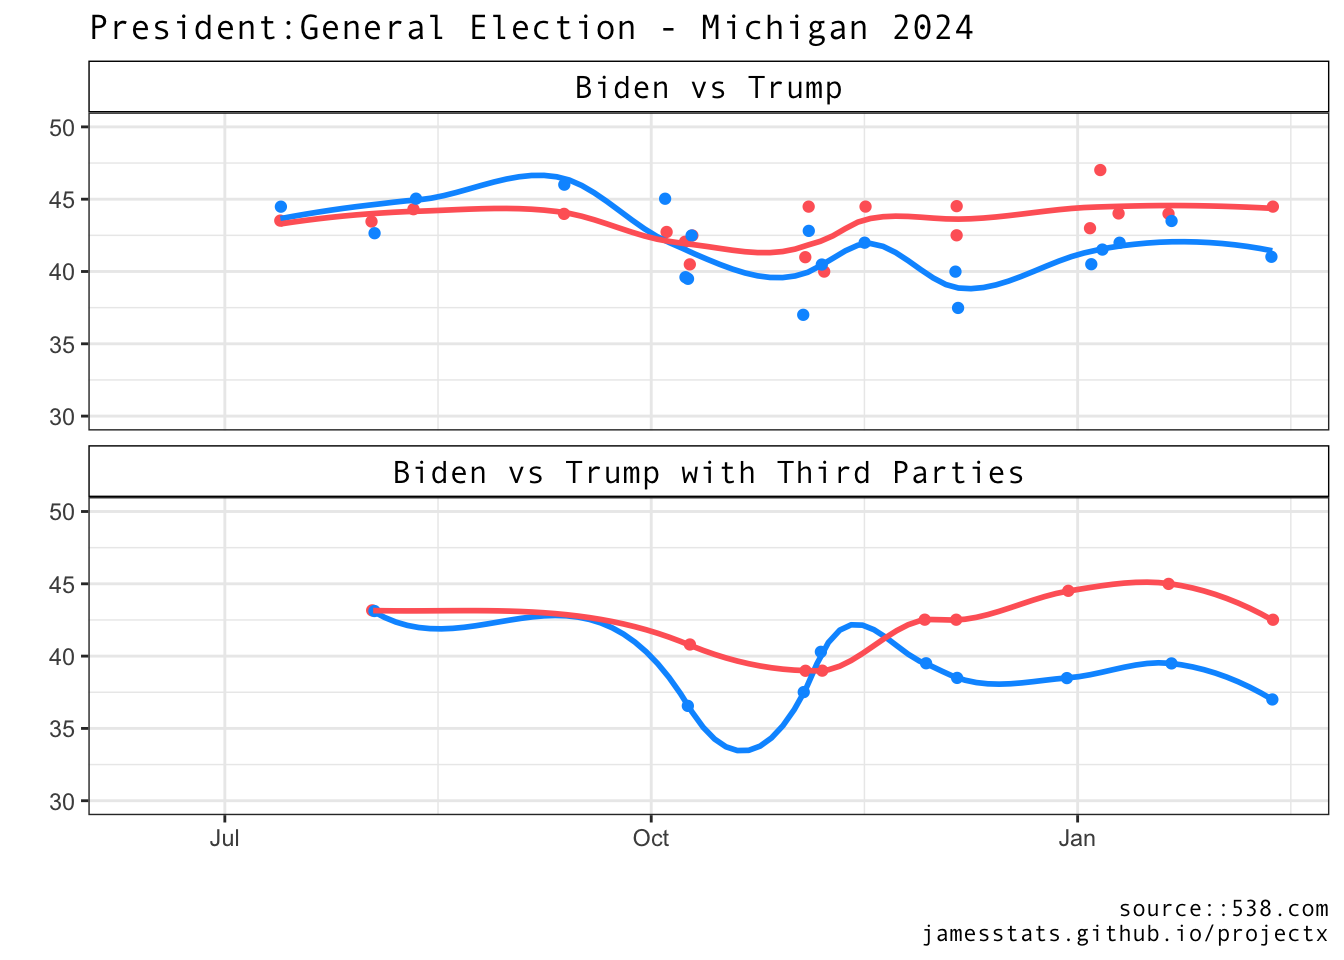 President:General Election - Michigan 2024
Biden vs Trump
50
45
40
35
30
Biden vs Trump with Third Parties
50
45
40
35
30
Jul Oct Jan
source::538.com
jamesstats.github.io/projectx